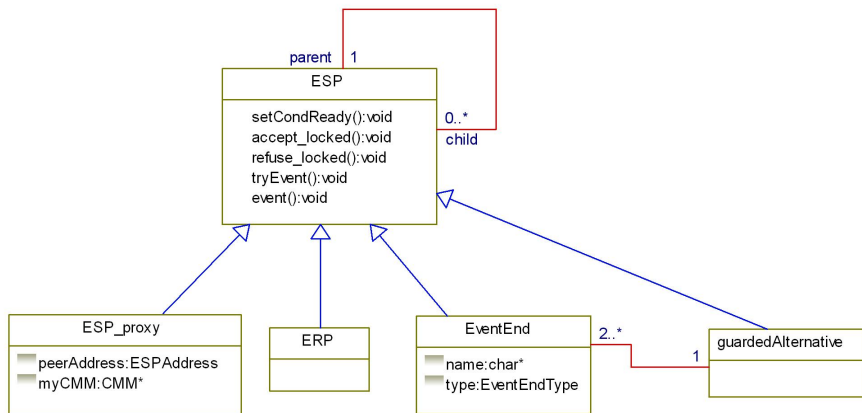 parent 1
ESP
setCondReady():void
accept_locked():void
refuse_locked():void
tryEvent():void
event():void
0..*
child
ESP_proxy
peerAddress:ESPAddress
myCMM:CMM*
ERP
EventEnd
name:char*
type:EventEndType
2..*
1
guardedAlternative